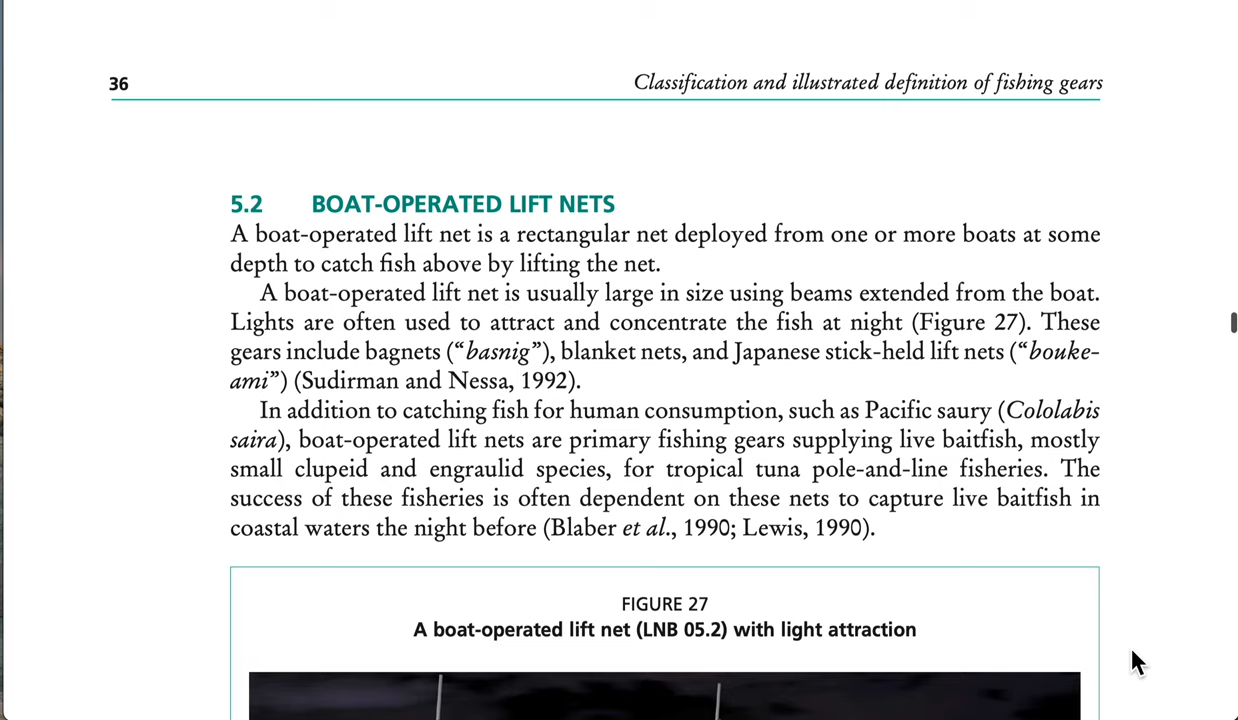 36
Classification and illustrated definition of fishing gears
5.2 BOAT-OPERATED LIFT NETS
A boat-operated lift net is a rectangular net deployed from one or more boats at some
depth to catch fish above by lifting the net.
A boat-operated lift net is usually large in size using beams extended from the boat.
Lights are often used to attract and concentrate the fish at night (Figure 27). These
gears include bagnets (“basnig”), blanket nets, and Japanese stick-held lift nets (“bouke-
ami”) (Sudirman and Nessa, 1992).
In addition to catching fish for human consumption, such as Pacific saury (Cololabis
saira), boat-operated lift nets are primary fishing gears supplying live baitfish, mostly
small clupeid and engraulid species, for tropical tuna pole-and-line fisheries. The
success of these fisheries is often dependent on these nets to capture live baitfish in
coastal waters the night before (Blaber et al., 1990; Lewis, 1990).
FIGURE 27
A boat-operated lift net (LNB 05.2) with light attraction